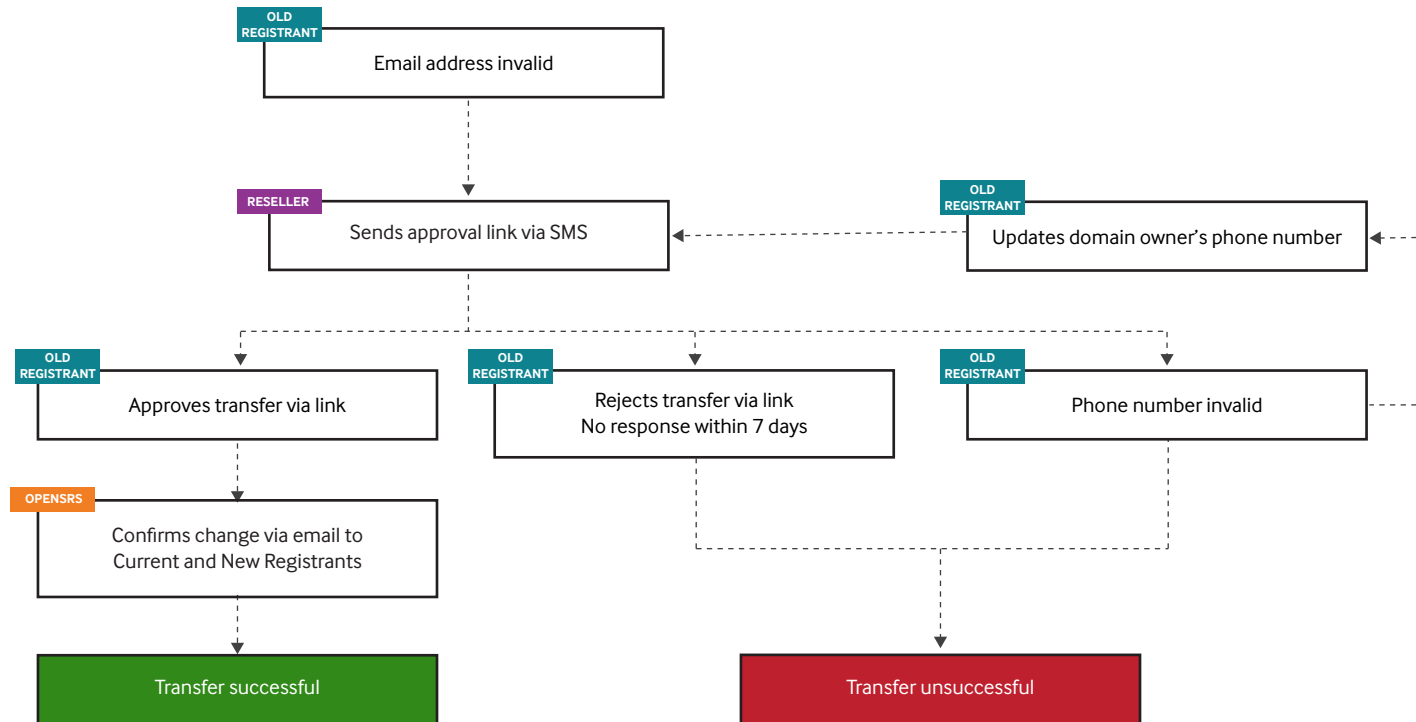 OLD
REGISTRANT
Email address invalid
RESELLER
Sends approval link via SMS
OLD
REGISTRANT
Updates domain owner’s phone number
OLD
REGISTRANT
Approves transfer via link
OLD
REGISTRANT
Rejects transfer via link
No response within 7 days
OLD
REGISTRANT
Phone number invalid
OPENSRS
Confirms change via email to
Current and New Registrants
Transfer successful
Transfer unsuccessful